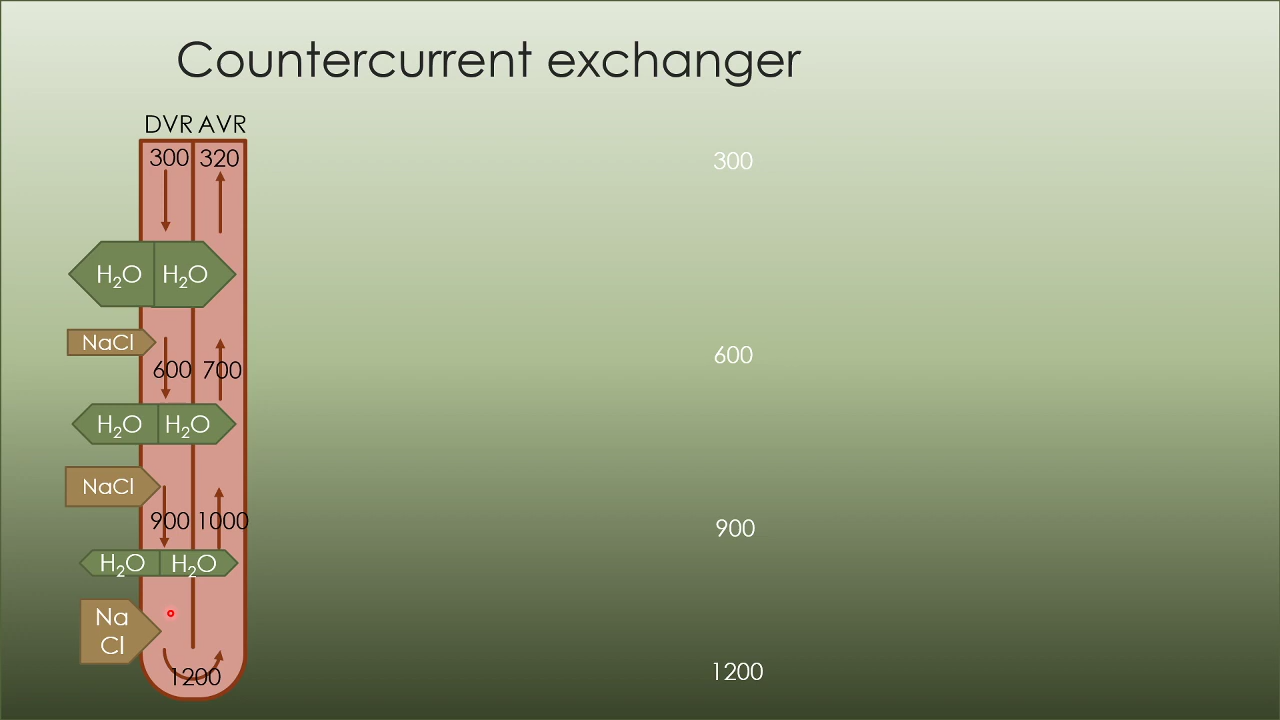 Countercurrent exchanger
DVR AVR
300 320
300
H₂O H₂O
NaCl
600 700
600
H₂O H₂O
NaCl
900 1000
900
H₂O H₂O
Na
Cl
1200
1200